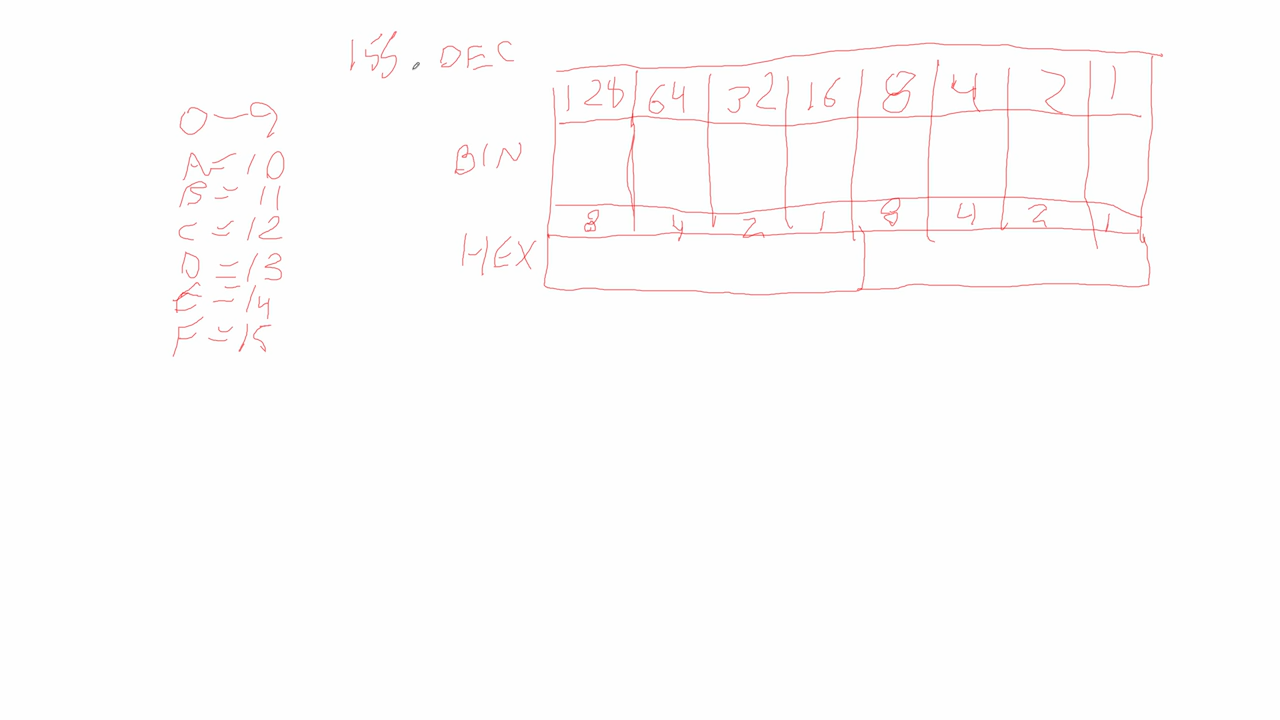 155. DEC
128 64 32 16 8 4 2 1
0-9
BIN
A=10
B=11
8 4 2 1 8 4 2 1
C=12
HEX
D=13
E=14
F=15